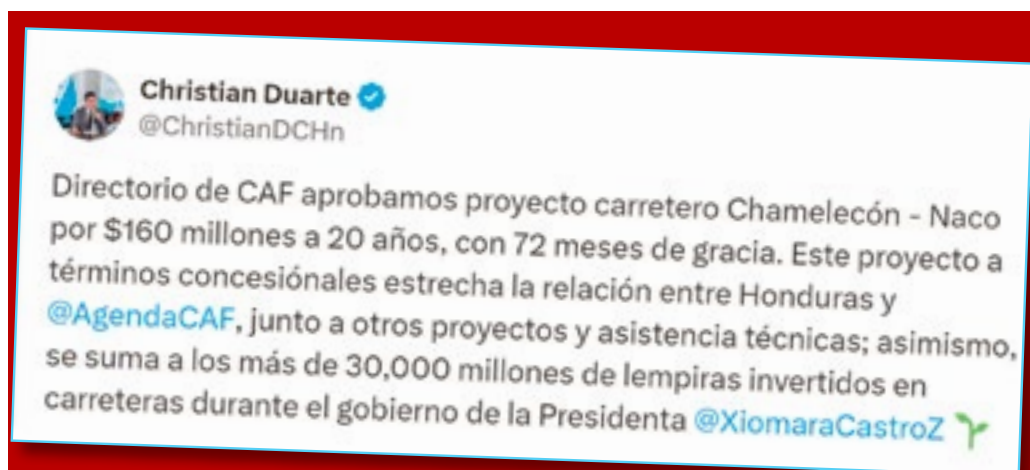 Christian Duarte
@ChristianDCHn
Directorio de CAF aprobamos proyecto carretero Chamelecón - Naco
por $160 millones a 20 años, con 72 meses de gracia. Este proyecto a
términos concesiónales estrecha la relación entre Honduras y
@AgendaCAF, junto a otros proyectos y asistencia técnicas; asimismo,
se suma a los más de 30,000 millones de lempiras invertidos en
carreteras durante el gobierno de la Presidenta @XiomaraCastroZ